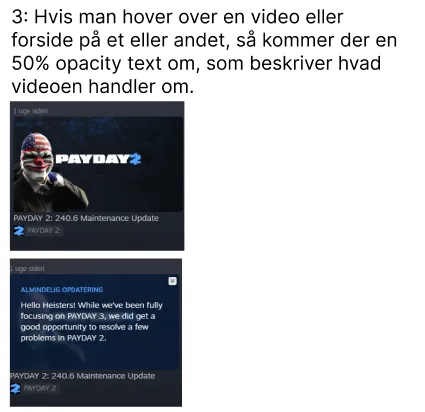 3: Hvis man hover over en video eller
forside på et eller andet, så kommer der en
50% opacity text om, som beskriver hvad
videoen handler om.
1 uge siden
PAYDAY 2
PAYDAY 2: 240.6 Maintenance Update
PAYDAY 2
1 uge siden
ALMINDELIG OPDATERING
Hello Heisters! While we've been fully
focusing on PAYDAY 3, we did get a
good opportunity to resolve a few
problems in PAYDAY 2.
PAYDAY 2: 240.6 Maintenance Update
PAYDAY 2